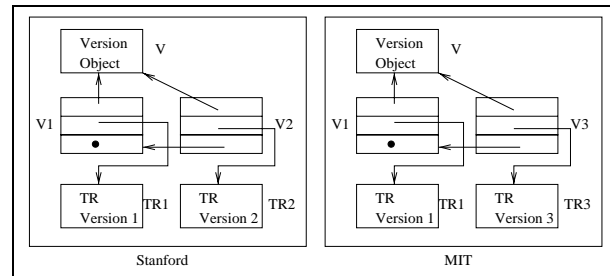 Version
Object
V
V1
V2
TR
Version 1
TR1
TR
Version 2
TR2
Stanford
Version
Object
V
V1
V3
TR
Version 1
TR1
TR
Version 3
TR3
MIT